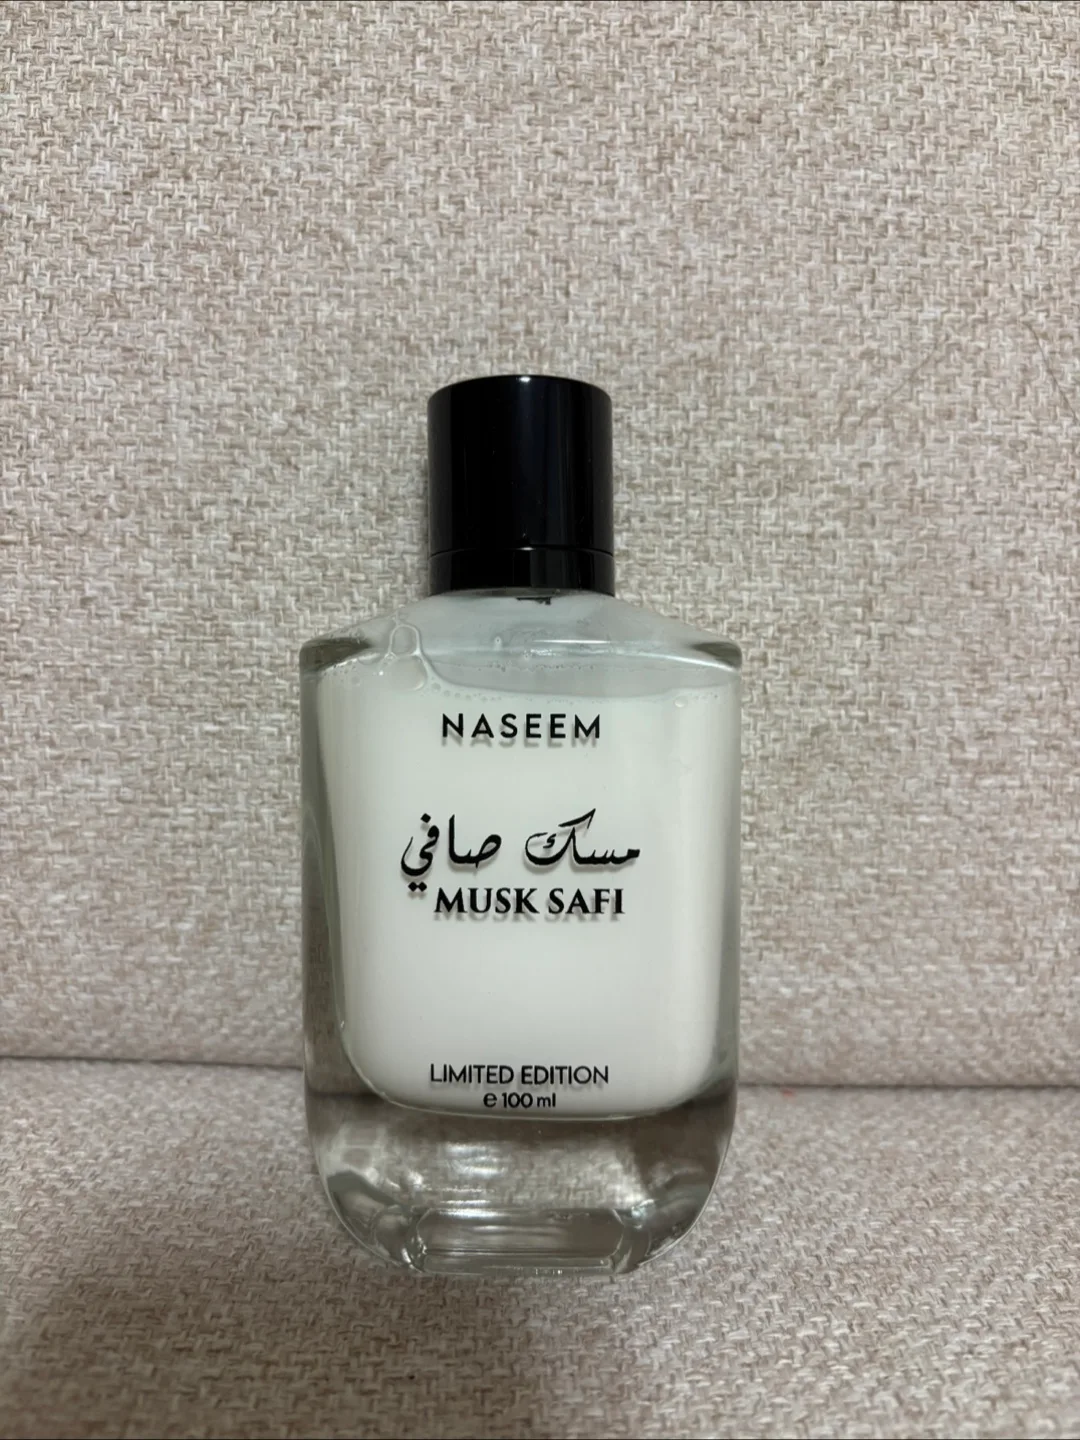 NASEEM
مسك صافي
MUSK SAFI
LIMITED EDITION
℮ 100 ml